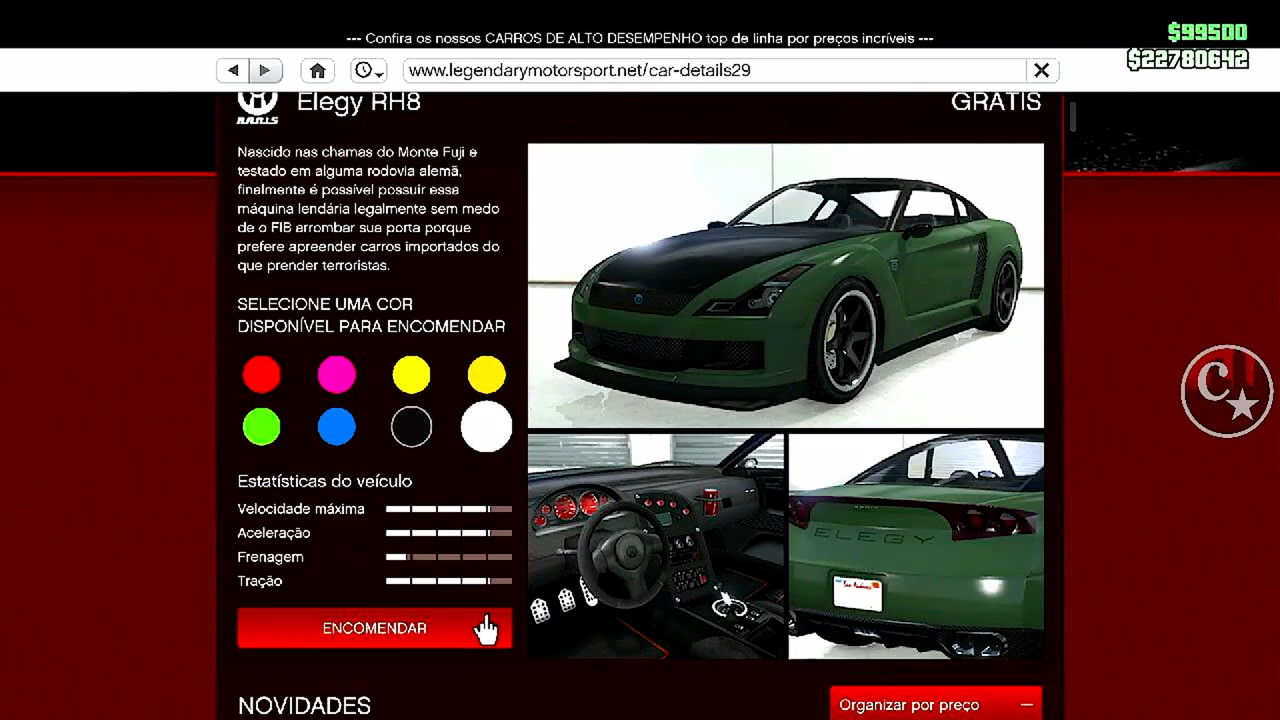 --- Confira os nossos CARROS DE ALTO DESEMPENHO top de linha por preços incríveis ---
$99500
$22780642
www.legendarymotorsport.net/car-details29
Elegy RH8
GRÁTIS
Nascido nas chamas do Monte Fuji e
testado em alguma rodovia alemã,
finalmente é possível possuir essa
máquina lendária legalmente sem medo
de o FIB arrombar sua porta porque
prefere apreender carros importados do
que prender terroristas.
SELECIONE UMA COR
DISPONÍVEL PARA ENCOMENDAR
Estatísticas do veículo
Velocidade máxima
Aceleração
Frenagem
Tração
ENCOMENDAR
ELEGY
San Andreas
C
NOVIDADES
Organizar por preço